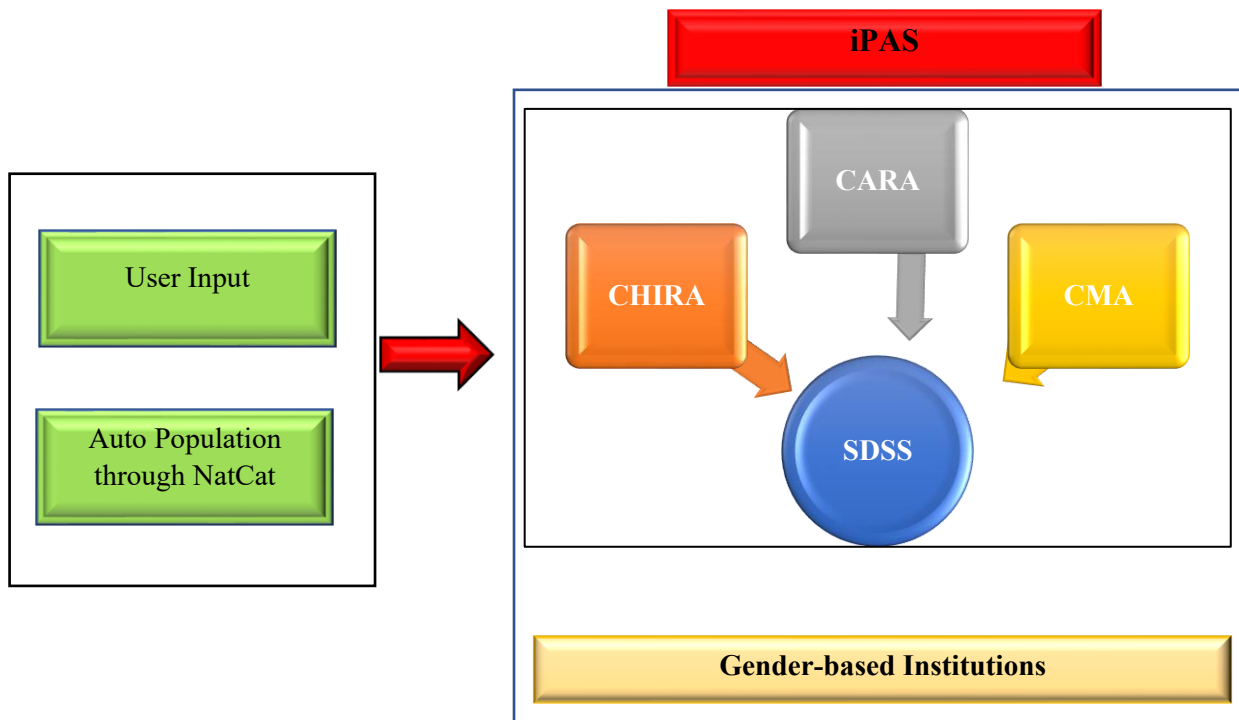 iPAS
User Input
Auto Population
through NatCat
CARA
CHIRA
CMA
SDSS
Gender-based Institutions